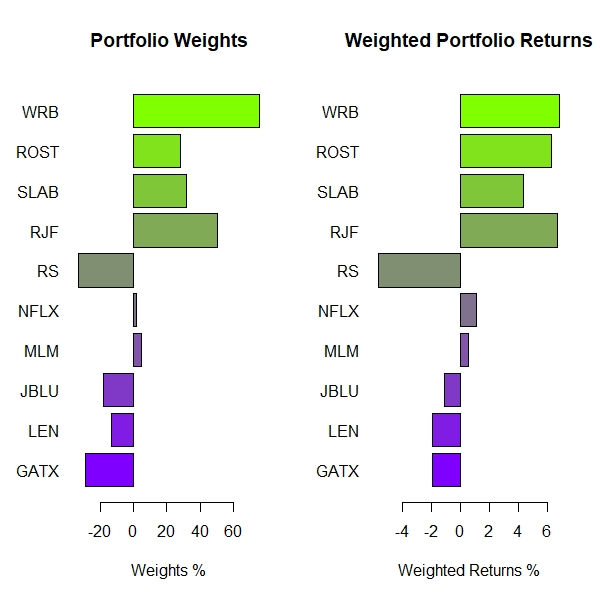 Portfolio Weights
WRB
ROST
SLAB
RJF
RS
NFLX
MLM
JBLU
LEN
GATX
-20 0 20 40 60
Weights %
Weighted Portfolio Returns
WRB
ROST
SLAB
RJF
RS
NFLX
MLM
JBLU
LEN
GATX
-4 -2 0 2 4 6
Weighted Returns %